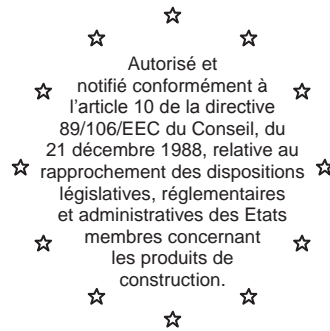 Autorisé et
notifié conformément à
l'article 10 de la directive
89/106/EEC du Conseil, du
21 décembre 1988, relative au
rapprochement des dispositions
législatives, réglementaires
et administratives des Etats
membres concernant
les produits de
construction.